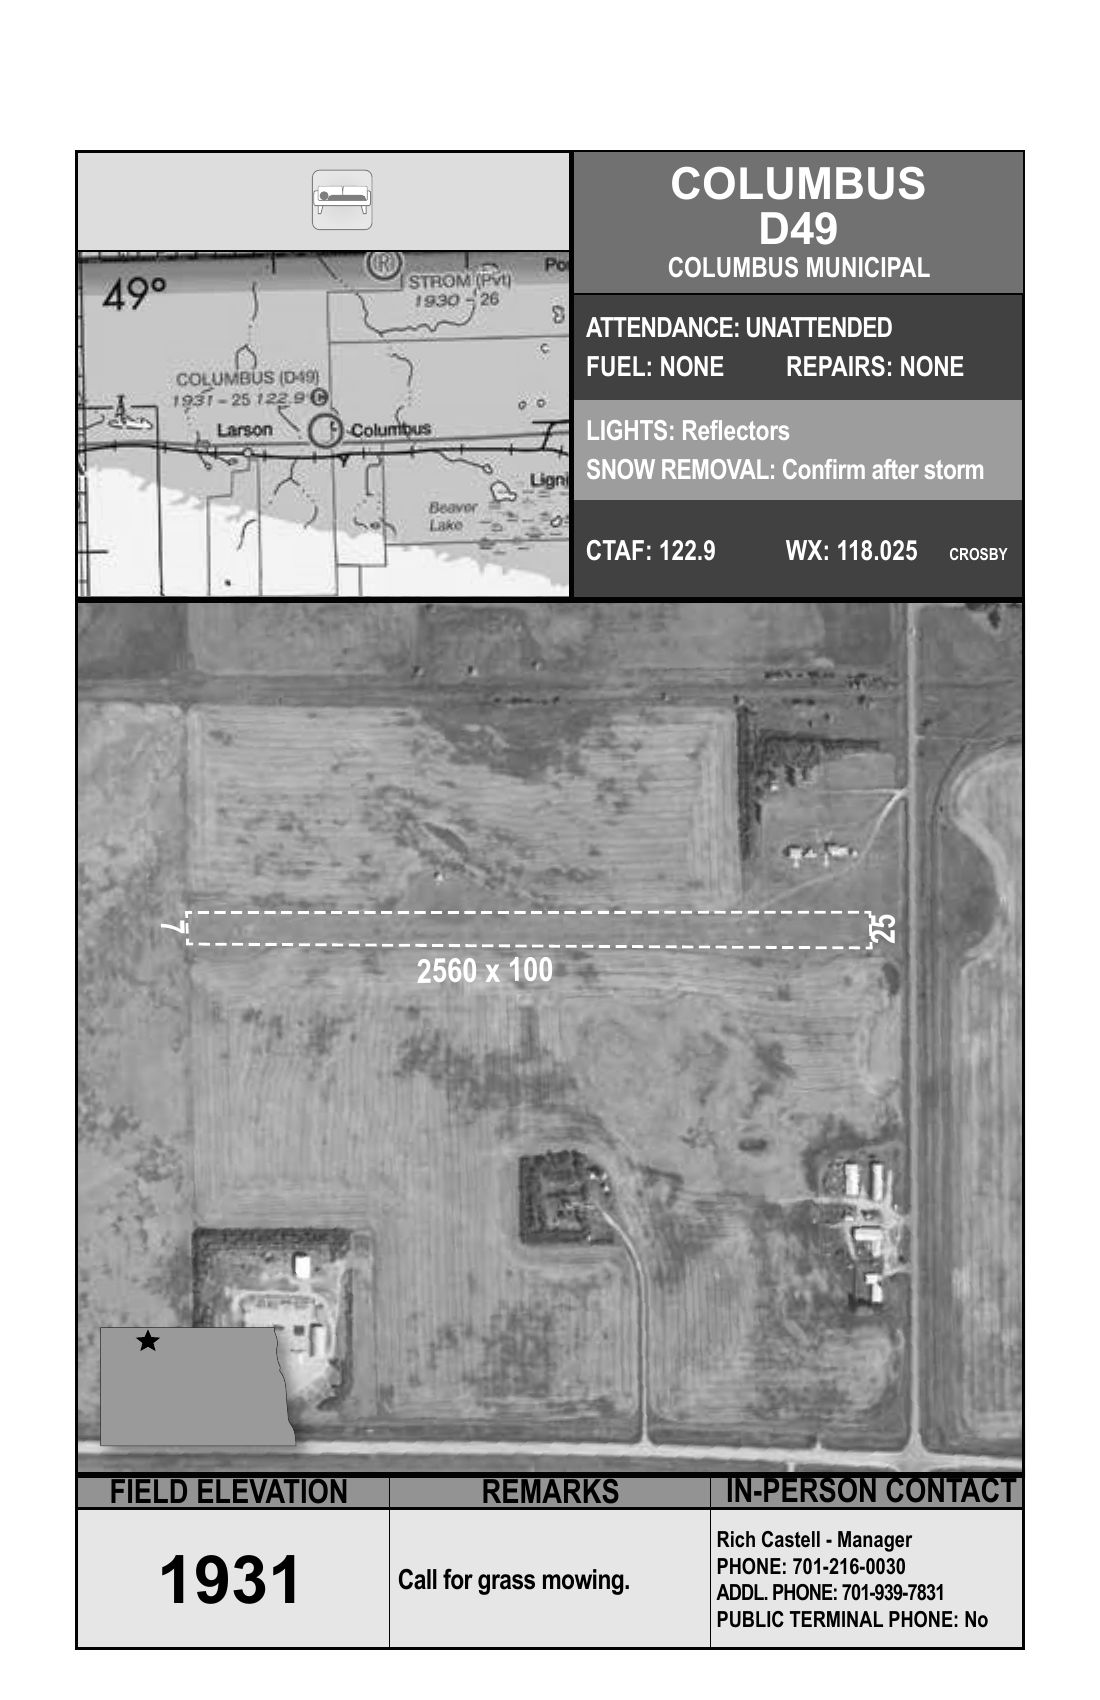 COLUMBUS
D49
COLUMBUS MUNICIPAL
49°
STROM (Pvt)
1930 - 26
COLUMBUS (D49)
1931 - 25 122.9 C
Larson
Columbus
Beaver
Lake
ATTENDANCE: UNATTENDED
FUEL: NONE REPAIRS: NONE
LIGHTS: Reflectors
SNOW REMOVAL: Confirm after storm
CTAF: 122.9 WX: 118.025 CROSBY
7
25
2560 x 100
FIELD ELEVATION
1931
REMARKS
Call for grass mowing.
IN-PERSON CONTACT
Rich Castell - Manager
PHONE: 701-216-0030
ADDL. PHONE: 701-939-7831
PUBLIC TERMINAL PHONE: No